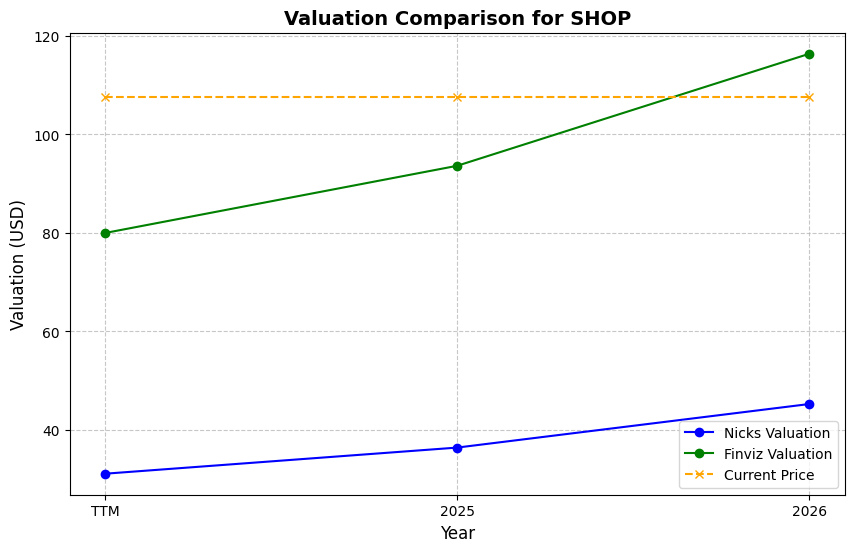 Valuation Comparison for SHOP
Valuation (USD)
120
100
80
60
40
TTM
2025
2026
Year
Nicks Valuation
Finviz Valuation
Current Price